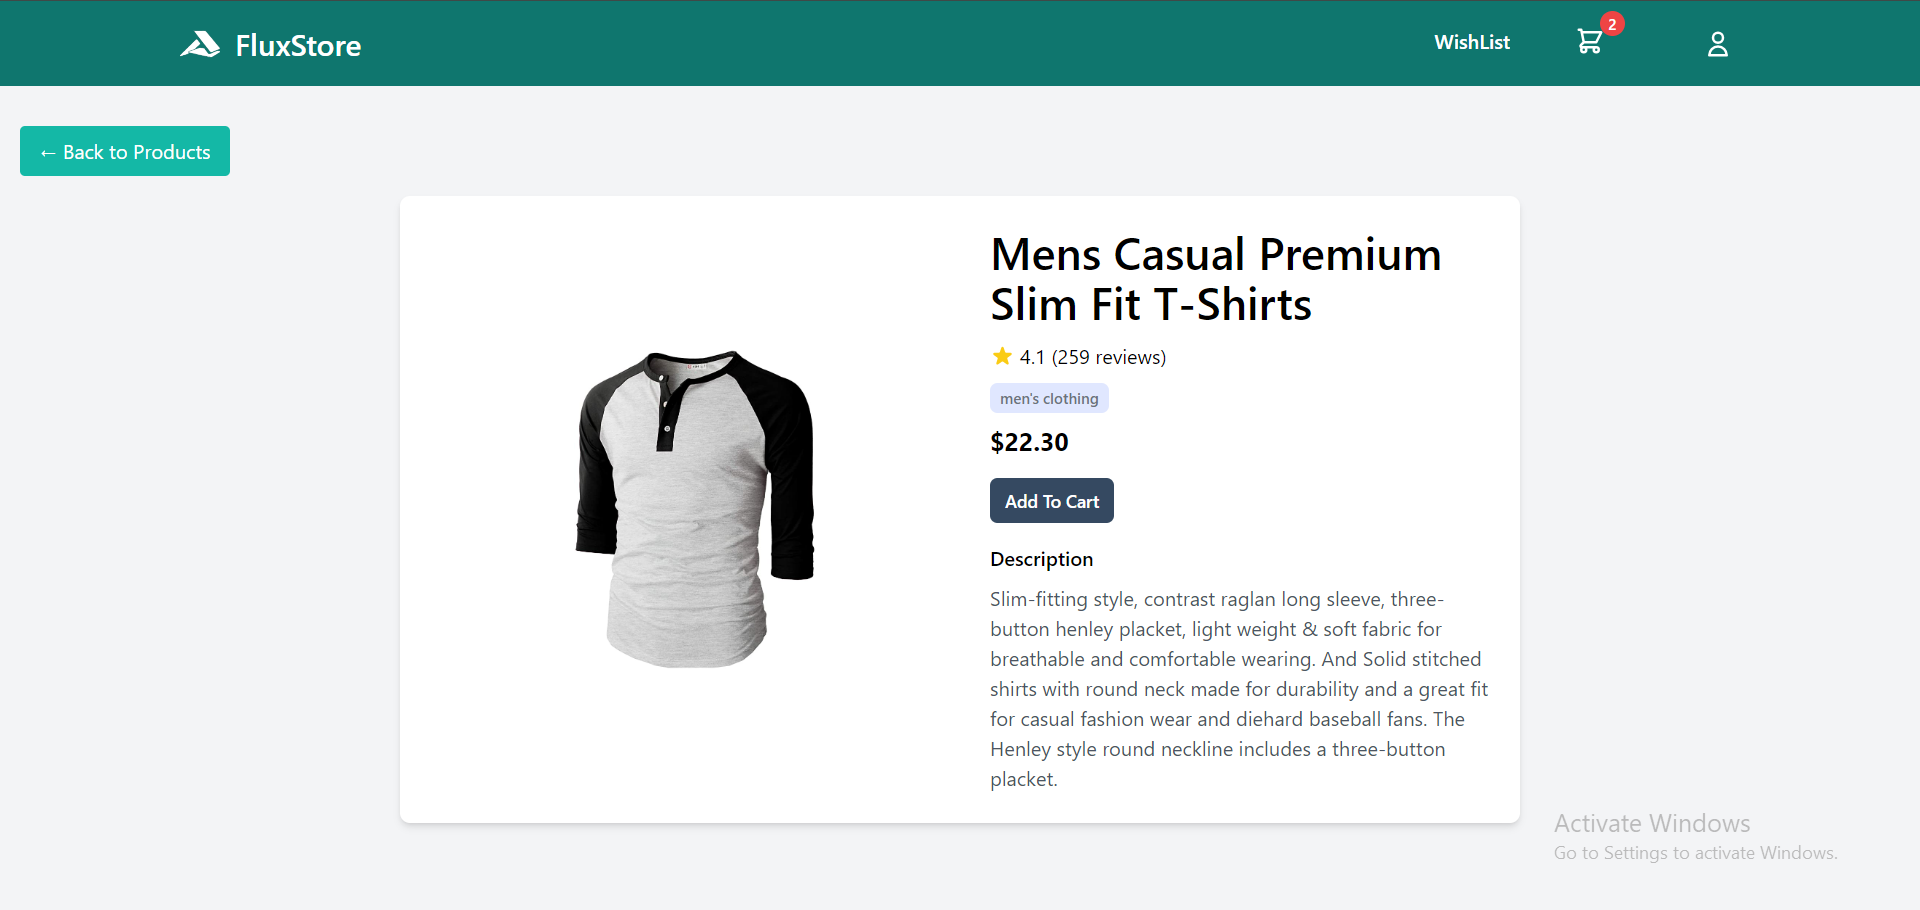 FluxStore
WishList
2
← Back to Products
Mens Casual Premium
Slim Fit T-Shirts
4.1 (259 reviews)
men's clothing
$22.30
Add To Cart
Description
Slim-fitting style, contrast raglan long sleeve, three-
button henley placket, light weight & soft fabric for
breathable and comfortable wearing. And Solid stitched
shirts with round neck made for durability and a great fit
for casual fashion wear and diehard baseball fans. The
Henley style round neckline includes a three-button
placket.
Activate Windows
Go to Settings to activate Windows.